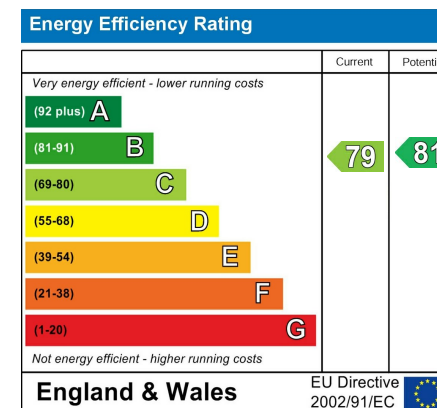 Energy Efficiency Rating
Current
Potenti
Very energy efficient - lower running costs
(92 plus) A
(81-91) B
79
81
(69-80) C
(55-68) D
(39-54) E
(21-38) F
(1-20) G
Not energy efficient - higher running costs
England & Wales
EU Directive
2002/91/EC